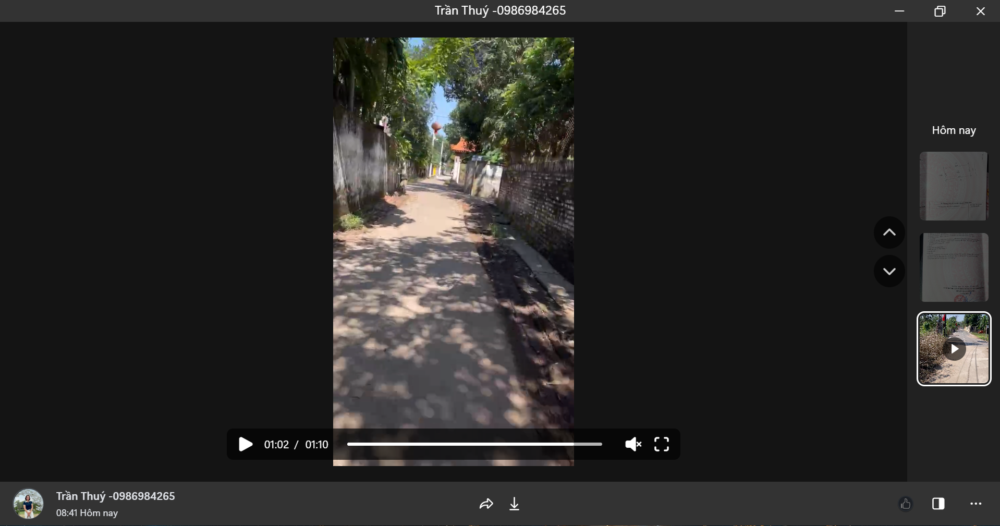 Trần Thuý -0986984265
Hôm nay
01:02 / 01:10
Trần Thuý -0986984265
08:41 Hôm nay